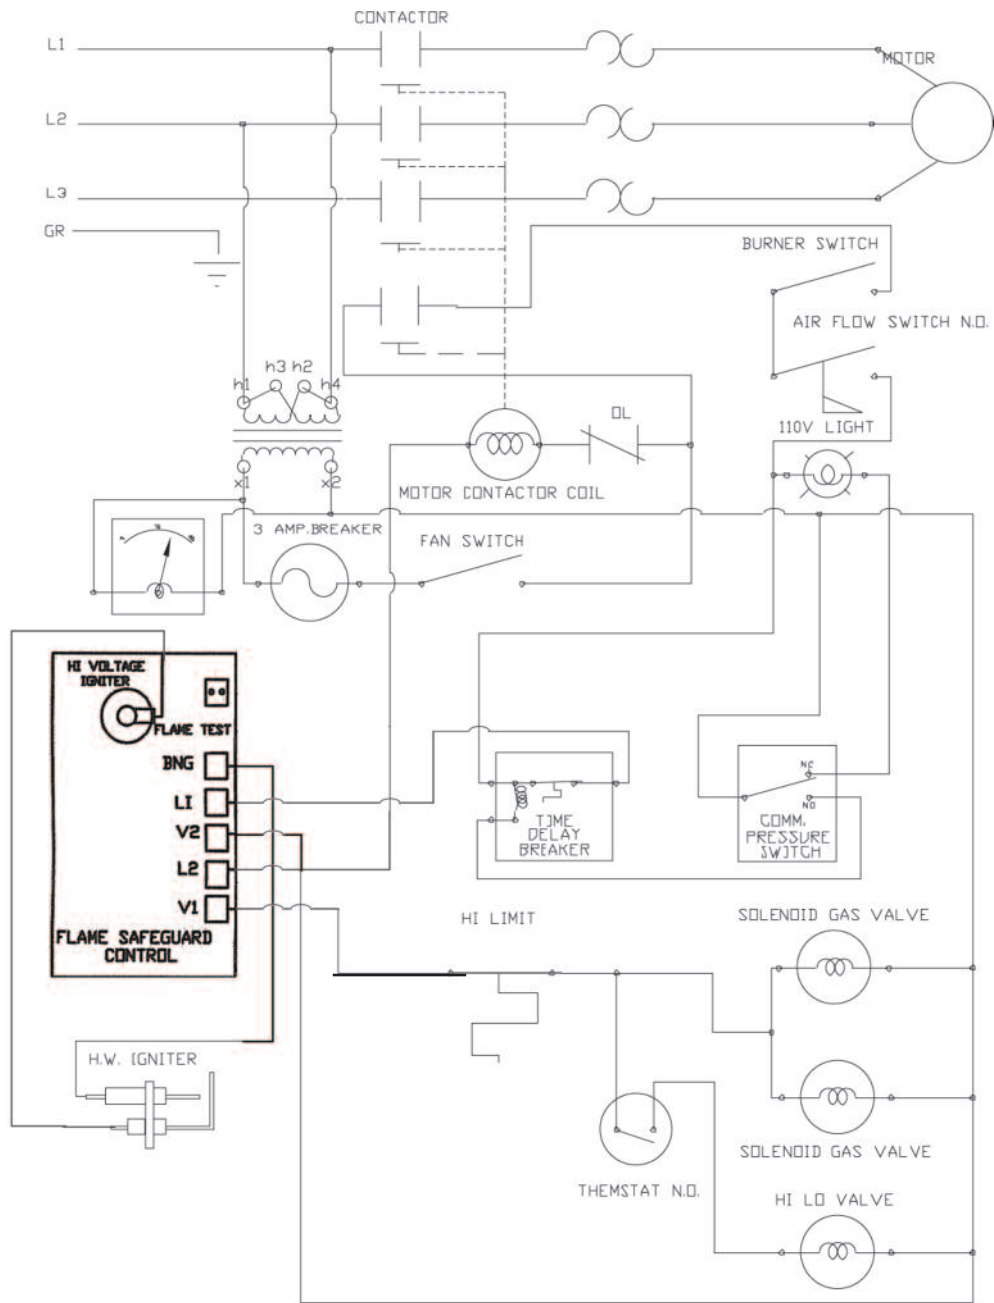 CONTACTOR
L1
MOTOR
L2
L3
GR
BURNER SWITCH
AIR FLOW SWITCH N.O.
h1 h3 h2 h4
OL
110V LIGHT
x1 x2
MOTOR CONTACTOR COIL
3 AMP.BREAKER
FAN SWITCH
HI VOLTAGE
IGNITER
FLAME TEST
BNG
LI
V2
L2
V1
FLAME SAFEGUARD
CONTROL
TIME
DELAY
BREAKER
NC
NO
COMM.
PRESSURE
SWITCH
HI LIMIT
SOLENOID GAS VALVE
H.W. IGNITER
SOLENOID GAS VALVE
THEMSTAT N.O.
HI LO VALVE